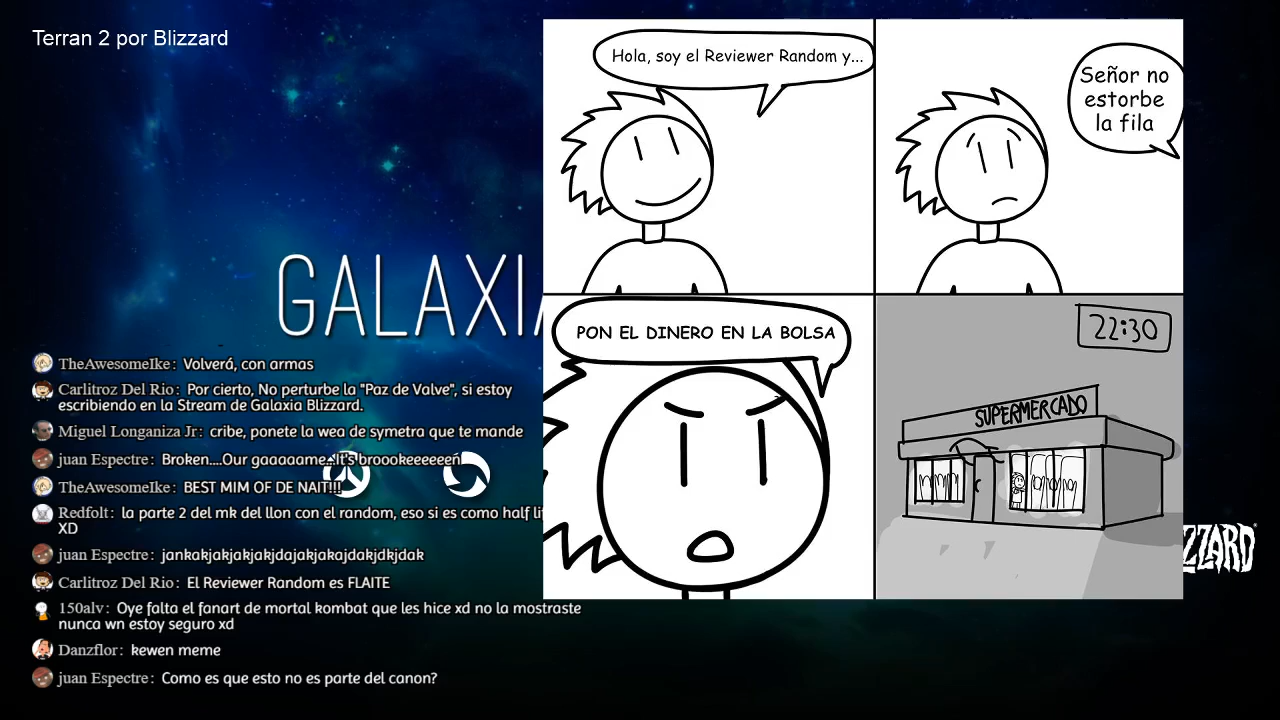 Terran 2 por Blizzard
Hola, soy el Reviewer Random y...
Señor no
estorbe
la fila
PON EL DINERO EN LA BOLSA
22:30
SUPERMERCADO
GALAXIA
TheAwesomeIke: Volverá, con armas
Carlitroz Del Rio: Por cierto, No perturbe la "Paz de Valve", si estoy
escribiendo en la Stream de Galaxia Blizzard.
Miguel Longaniza Jr: cribe, ponete la wea de symetra que te mande
juan Espectre: Broken....Our gaaaaame...It's broookeeeeeń
TheAwesomeIke: BEST MIM OF DE NAIT!!!
Redfolt: la parte 2 del mk del llon con el random, eso si es como half li
XD
juan Espectre: jankakjakjakjakjdajakjakajdakjdkjdak
Carlitroz Del Rio: El Reviewer Random es FLAITE
150alv: Oye falta el fanart de mortal kombat que les hice xd no la mostraste
nunca wn estoy seguro xd
Danzflor: kewen meme
juan Espectre: Como es que esto no es parte del canon?
ZZARD